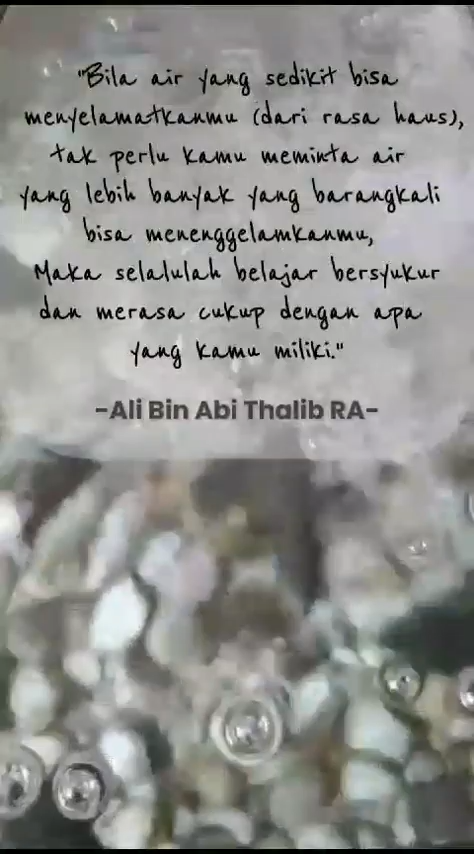 "Bila air yang sedikit bisa
menyelamatkanmu (dari rasa haus),
tak perlu kamu meminta air
yang lebih banyak yang barangkali
bisa menenggelamkanmu,
Maka selalulah belajar bersyukur
dan merasa cukup dengan apa
yang kamu miliki."
-Ali Bin Abi Thalib RA-